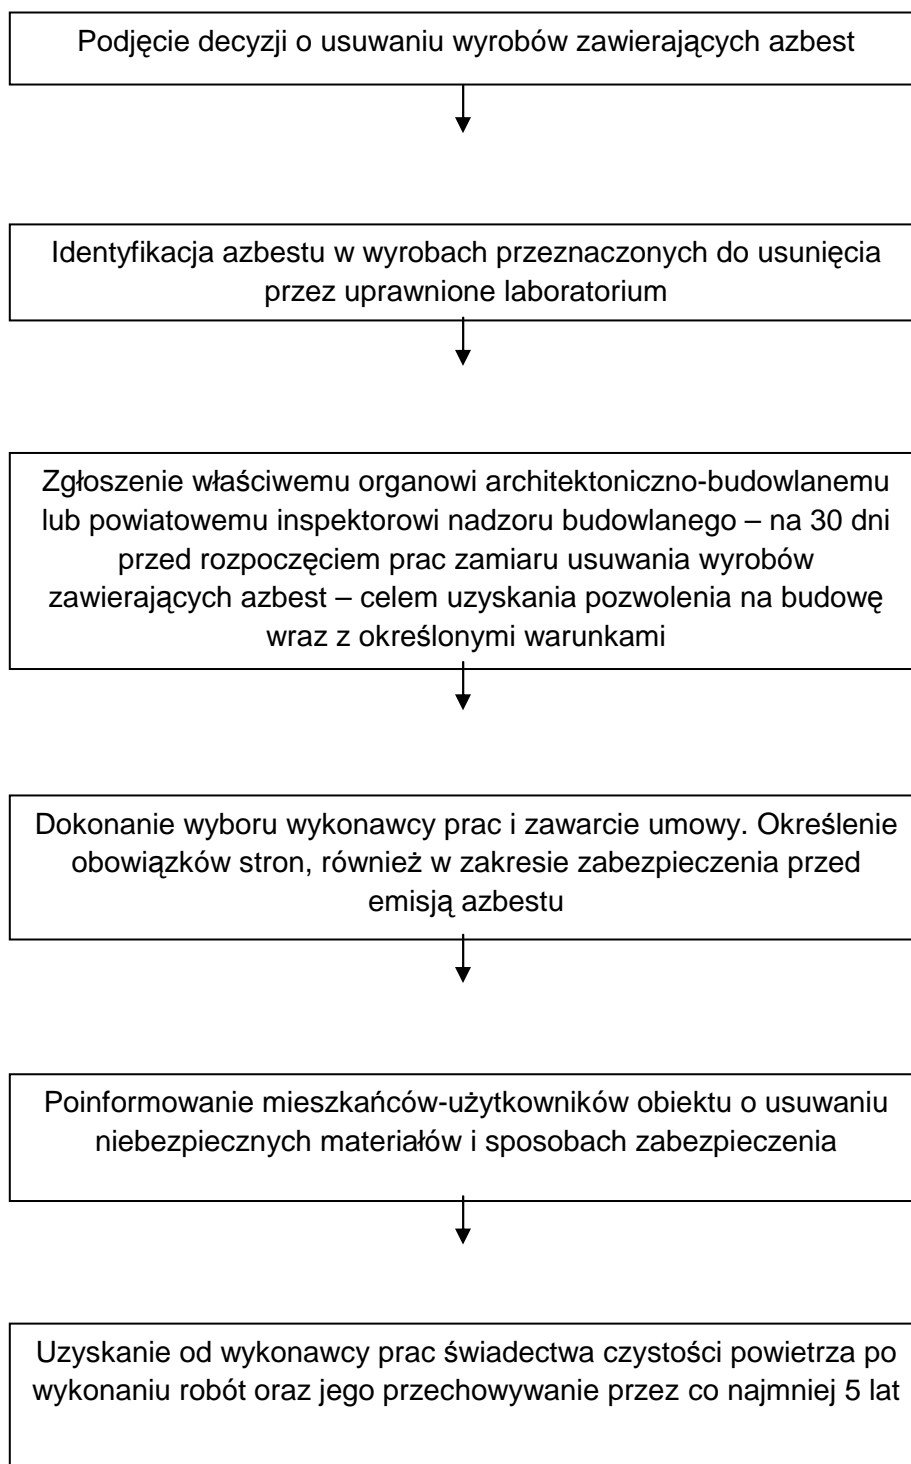 Podjęcie decyzji o usuwaniu wyrobów zawierających azbest
Identyfikacja azbestu w wyrobach przeznaczonych do usunięcia
przez uprawnione laboratorium
Zgłoszenie właściwemu organowi architektoniczno-budowlanemu
lub powiatowemu inspektorowi nadzoru budowlanego – na 30 dni
przed rozpoczęciem prac zamiaru usuwania wyrobów
zawierających azbest – celem uzyskania pozwolenia na budowę
wraz z określonymi warunkami
Dokonanie wyboru wykonawcy prac i zawarcie umowy. Określenie
obowiązków stron, również w zakresie zabezpieczenia przed
emisją azbestu
Poinformowanie mieszkańców-użytkowników obiektu o usuwaniu
niebezpiecznych materiałów i sposobach zabezpieczenia
Uzyskanie od wykonawcy prac świadectwa czystości powietrza po
wykonaniu robót oraz jego przechowywanie przez co najmniej 5 lat